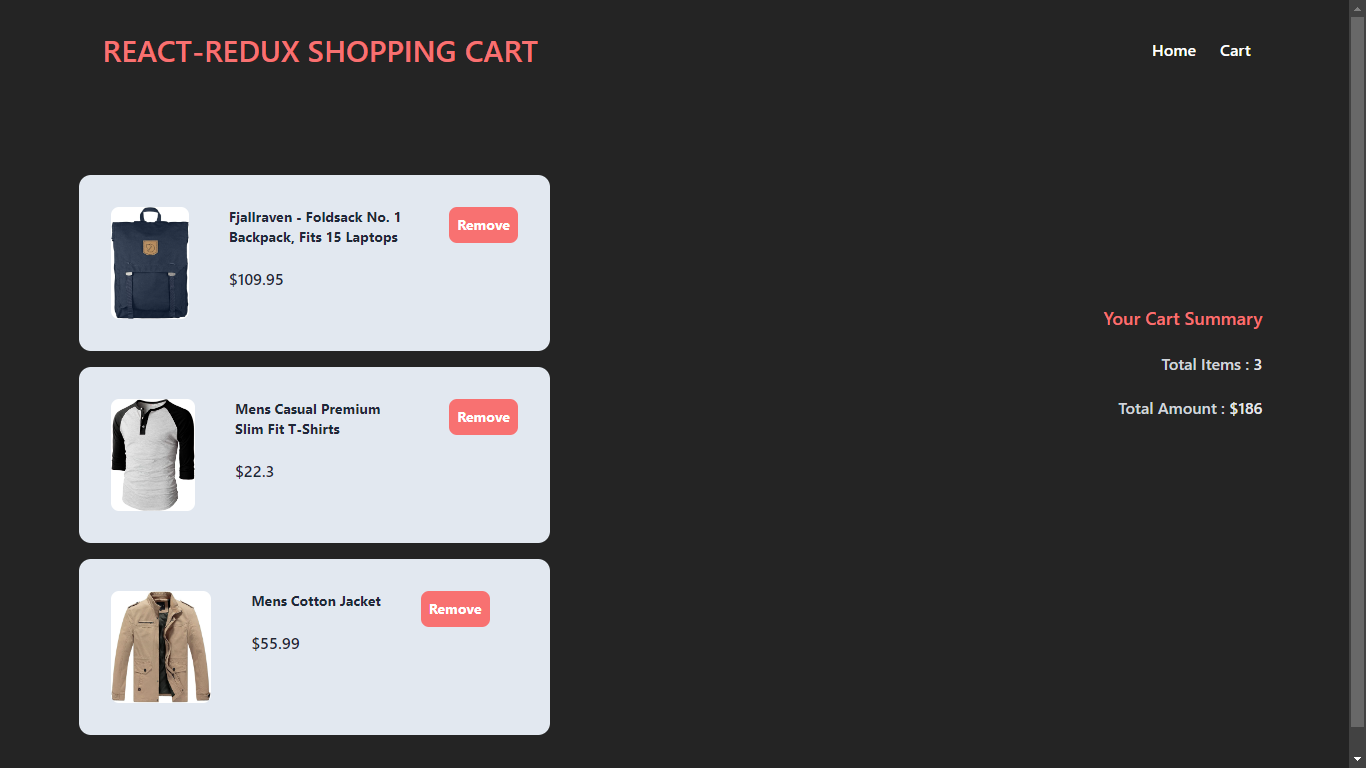 REACT-REDUX SHOPPING CART
Home
Cart
Fjallraven - Foldsack No. 1
Backpack, Fits 15 Laptops
$109.95
Remove
Mens Casual Premium
Slim Fit T-Shirts
$22.3
Remove
Mens Cotton Jacket
$55.99
Remove
Your Cart Summary
Total Items : 3
Total Amount : $186